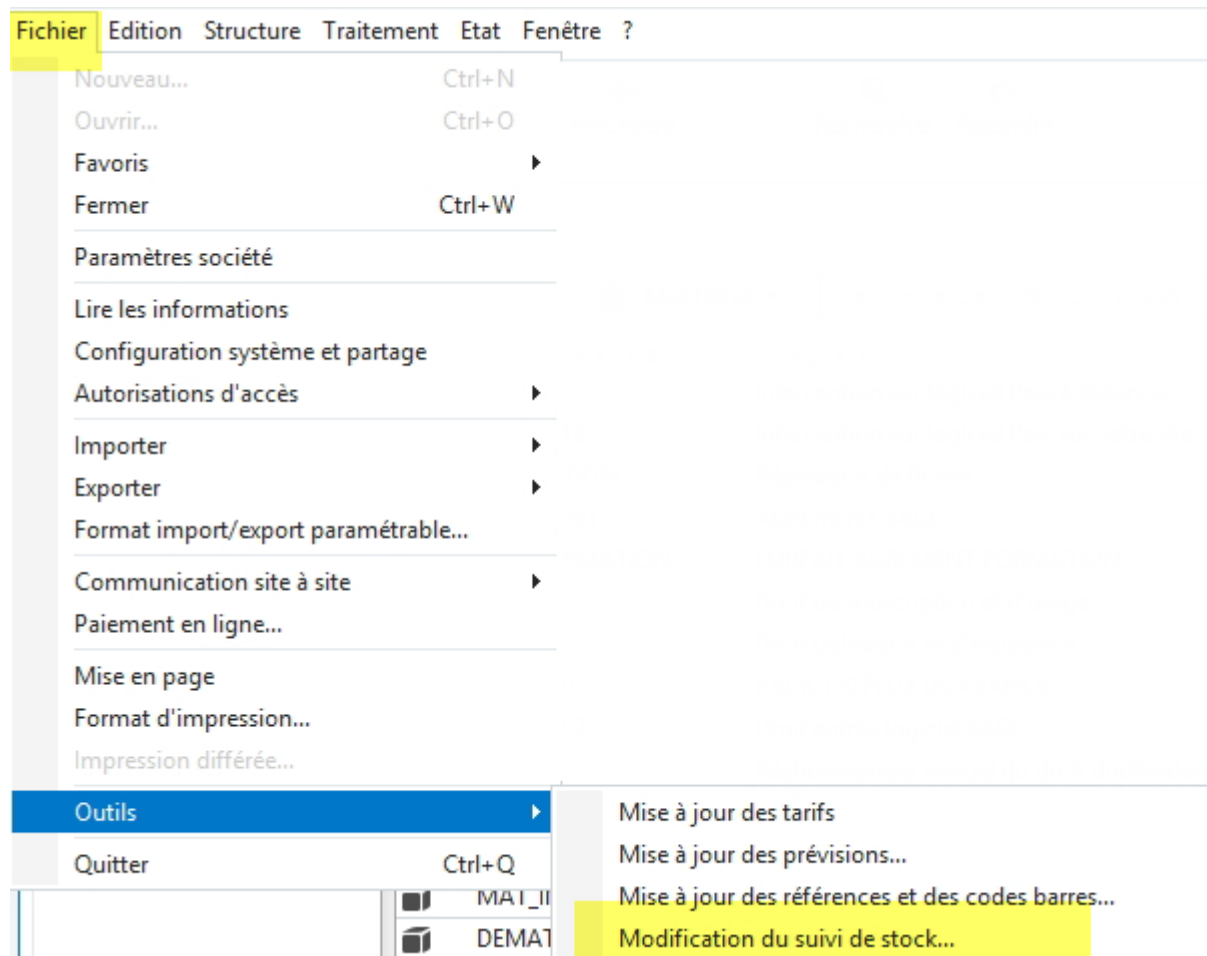 Fichier Edition Structure Traitement Etat Fenêtre ?
Nouveau... Ctrl+N
Ouvrir... Ctrl+O
Favoris
Fermer Ctrl+W
Paramètres société
Lire les informations
Configuration système et partage
Autorisations d'accès
Importer
Exporter
Format import/export paramétrable...
Communication site à site
Paiement en ligne...
Mise en page
Format d'impression...
Impression différée...
Outils
Mise à jour des tarifs
Mise à jour des prévisions...
Quitter Ctrl+Q
Mise à jour des références et des codes barres...
Modification du suivi de stock...